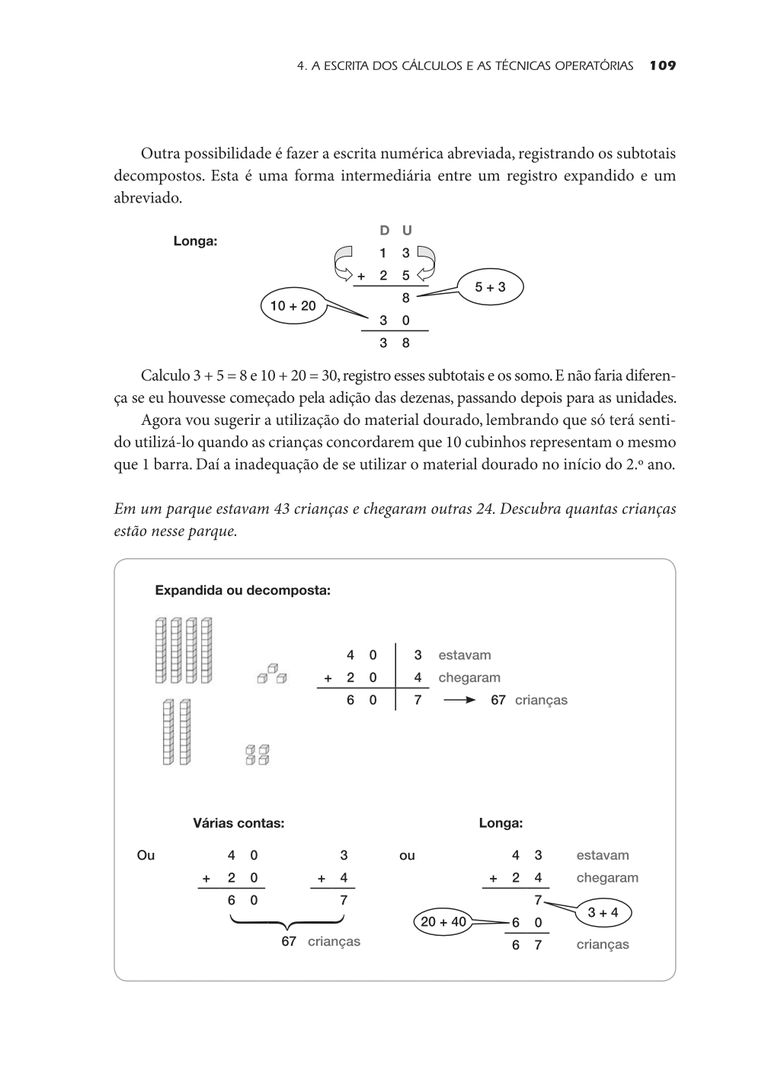 4. A ESCRITA DOS CÁLCULOS E AS TÉCNICAS OPERATÓRIAS 109
Outra possibilidade é fazer a escrita numérica abreviada, registrando os subtotais
decompostos. Esta é uma forma intermediária entre um registro expandido e um
abreviado.
Longa:
D U
1 3
+ 2 5
5 + 3
8
10 + 20
3 0
3 8
Calculo 3 + 5 = 8 e 10 + 20 = 30, registro esses subtotais e os somo. E não faria diferen-
ça se eu houvesse começado pela adição das dezenas, passando depois para as unidades.
Agora vou sugerir a utilização do material dourado, lembrando que só terá senti-
do utilizá-lo quando as crianças concordarem que 10 cubinhos representam o mesmo
que 1 barra. Daí a inadequação de se utilizar o material dourado no início do 2.º ano.
Em um parque estavam 43 crianças e chegaram outras 24. Descubra quantas crianças
estão nesse parque.
Expandida ou decomposta:
4 0 3 estavam
+ 2 0 4 chegaram
6 0 7 67 crianças
Várias contas:
Ou
4 0 3
+ 2 0 + 4
6 0 7
67 crianças
Longa:
ou
4 3 estavam
+ 2 4 chegaram
7
3 + 4
20 + 40
6 0
6 7 crianças